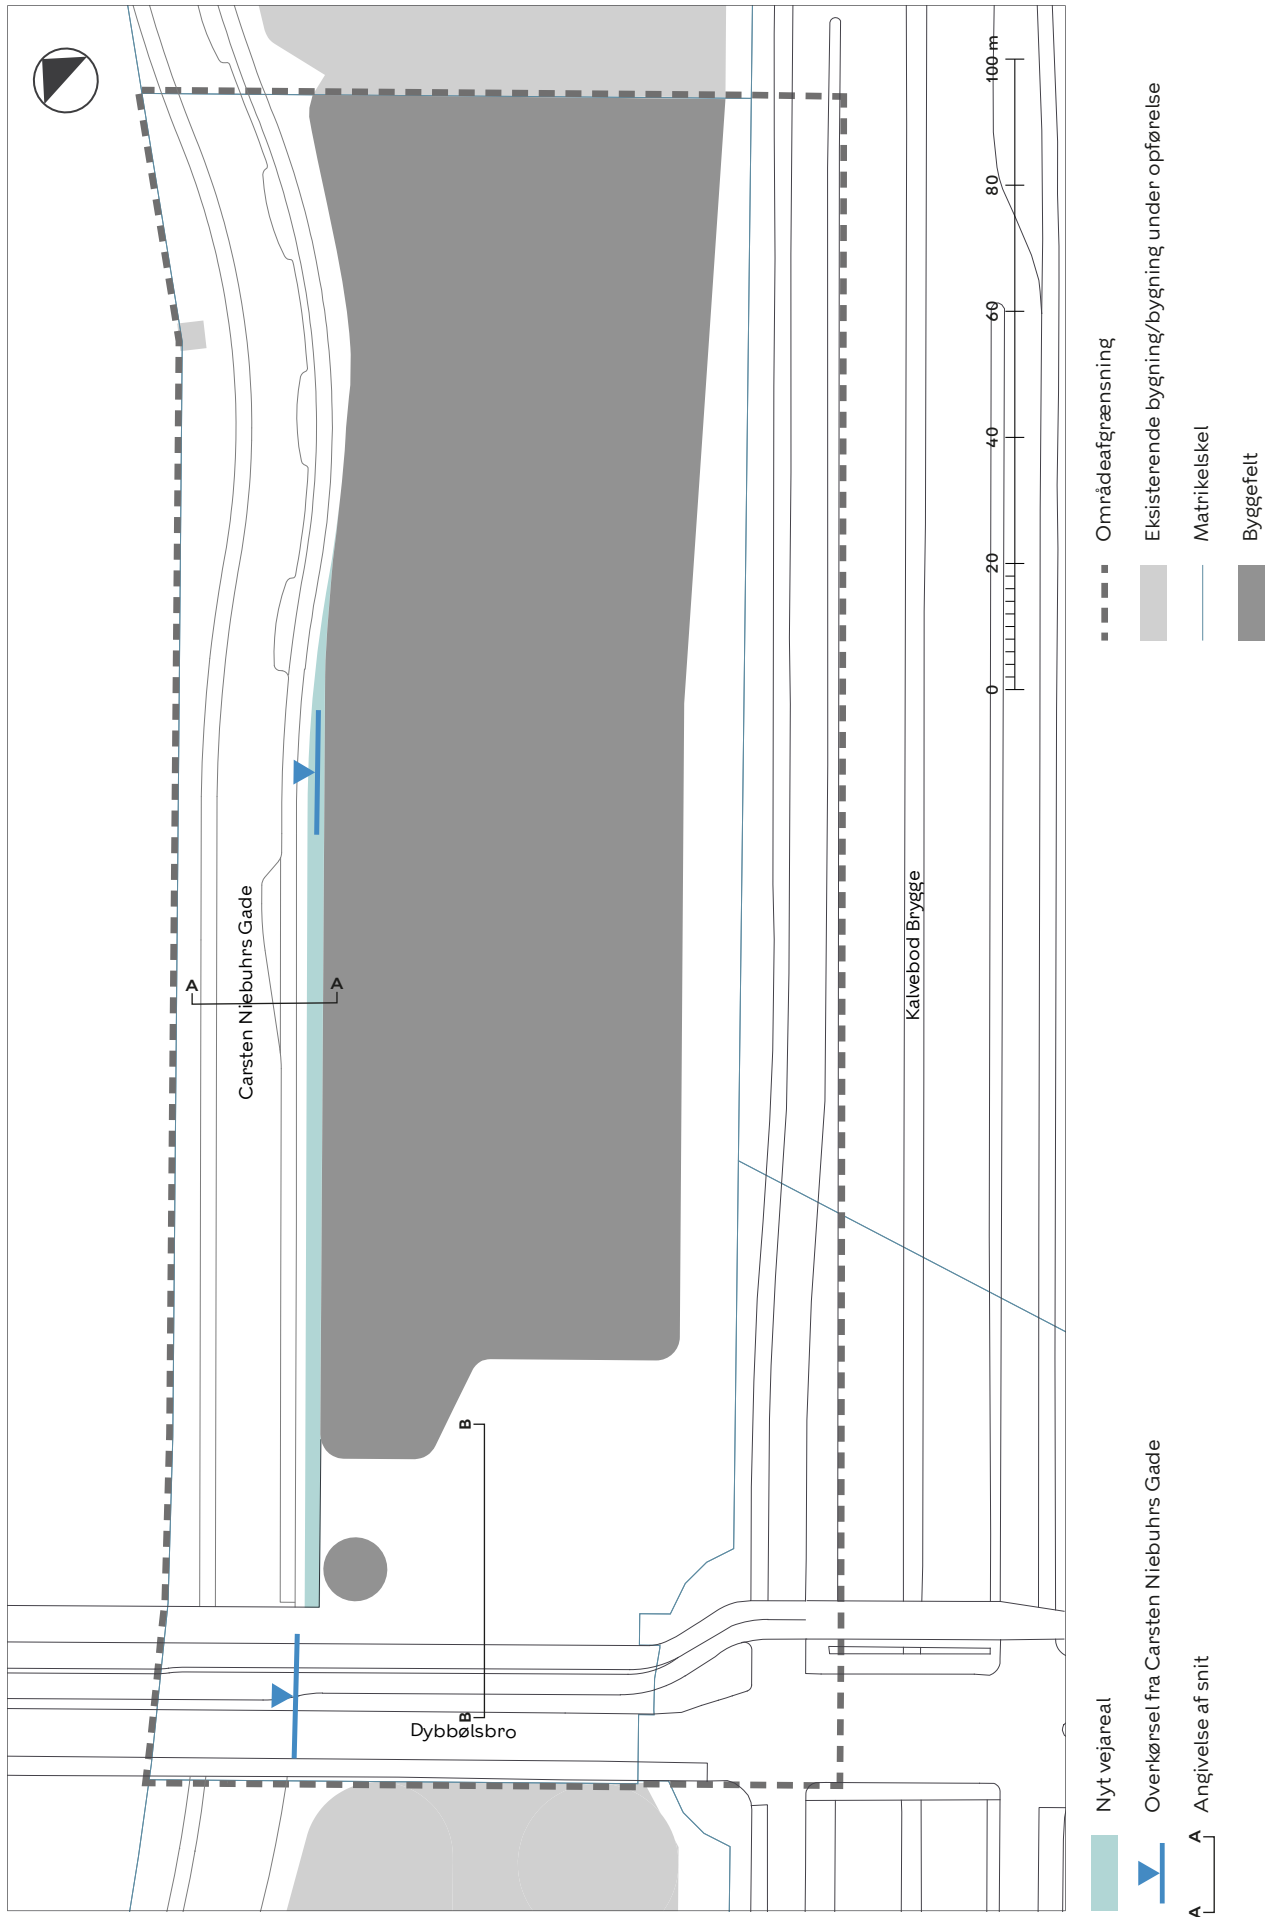 Carsten Niebuhrs Gade
A
A
B
B
Dybbølsbro
Kalvebod Brygge
0
20
40
60
80
100 m
Nyt vejareal
Overkørsel fra Carsten Niebuhrs Gade
A
A
Angivelse af snit
Områdeafgrænsning
Eksisterende bygning/bygning under opførelse
Matrikelskel
Byggefelt